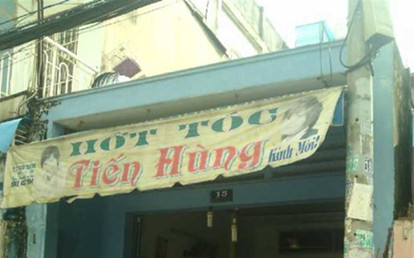 HỚT TÓC
Tiến Hùng
Kính Mời!
15